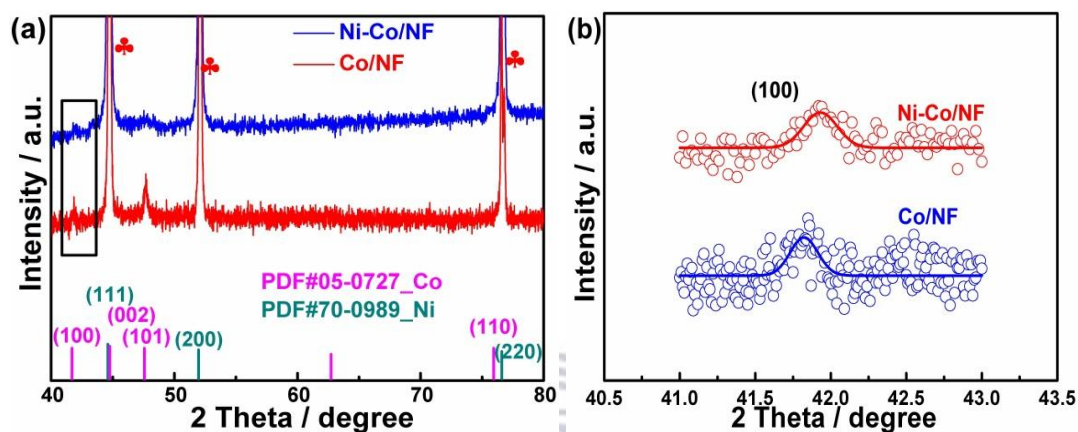 (a)
Ni-Co/NF
Co/NF
Intensity / a.u.
PDF#05-0727_Co
PDF#70-0989_Ni
(111)
(002)
(100)
(101)
(200)
(110)
(220)
40 50 60 70 80
2 Theta / degree
(b)
(100)
Ni-Co/NF
Co/NF
Intensity / a.u.
40.5 41.0 41.5 42.0 42.5 43.0 43.5
2 Theta / degree